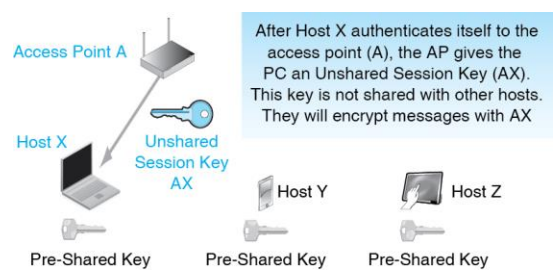 Access Point A
After Host X authenticates itself to the
access point (A), the AP gives the
PC an Unshared Session Key (AX).
This key is not shared with other hosts.
They will encrypt messages with AX
Host X
Unshared
Session Key
AX
Host Y
Host Z
Pre-Shared Key
Pre-Shared Key
Pre-Shared Key